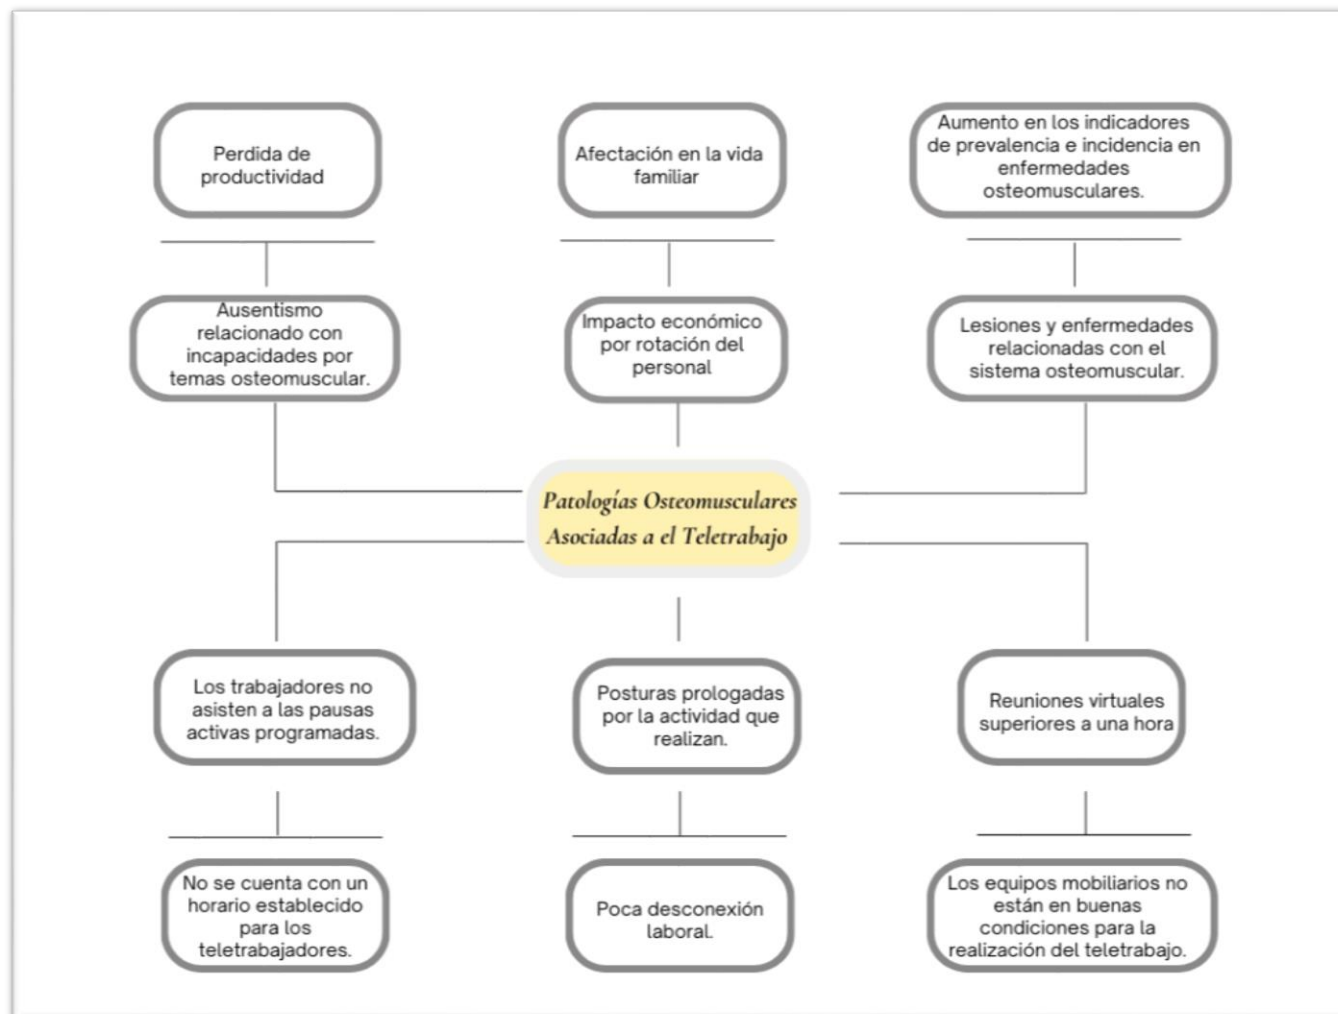 Perdida de
productividad
Afectación en la vida
familiar
Aumento en los indicadores
de prevalencia e incidencia en
enfermedades
osteomusculares.
Ausentismo
relacionado con
incapacidades por
temas osteomuscular.
Impacto económico
por rotación del
personal
Lesiones y enfermedades
relacionadas con el
sistema osteomuscular.
Patologías Osteomusculares
Asociadas a el Teletrabajo
Los trabajadores no
asisten a las pausas
activas programadas.
Posturas prologadas
por la actividad que
realizan.
Reuniones virtuales
superiores a una hora
No se cuenta con un
horario establecido
para los
teletrabajadores.
Poca desconexión
laboral.
Los equipos mobiliarios no
están en buenas
condiciones para la
realización del teletrabajo.